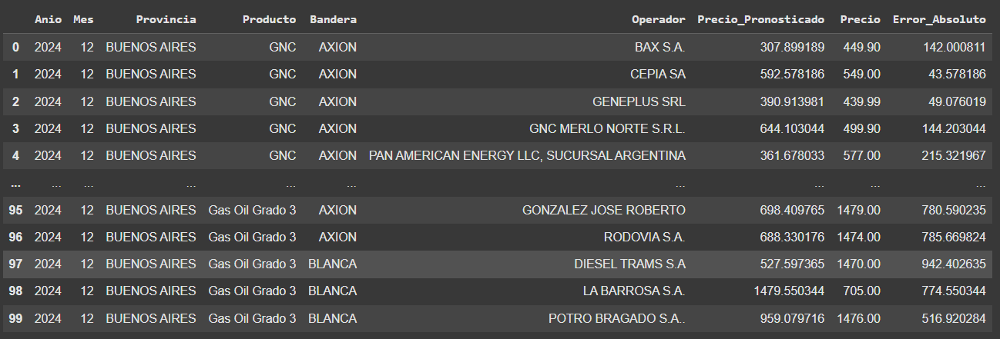 Anio Mes Provincia Producto Bandera Operador Precio_Pronosticado Precio Error_Absoluto
0 2024 12 BUENOS AIRES GNC AXION BAX S.A. 307.899189 449.90 142.000811
1 2024 12 BUENOS AIRES GNC AXION CEPIA SA 592.578186 549.00 43.578186
2 2024 12 BUENOS AIRES GNC AXION GENEPLUS SRL 390.913981 439.99 49.076019
3 2024 12 BUENOS AIRES GNC AXION GNC MERLO NORTE S.R.L. 644.103044 499.90 144.203044
4 2024 12 BUENOS AIRES GNC AXION PAN AMERICAN ENERGY LLC, SUCURSAL ARGENTINA 361.678033 577.00 215.321967
... ... ... ... ... ... ... ... ... ...
95 2024 12 BUENOS AIRES Gas Oil Grado 3 AXION GONZALEZ JOSE ROBERTO 698.409765 1479.00 780.590235
96 2024 12 BUENOS AIRES Gas Oil Grado 3 AXION RODOVIA S.A. 688.330176 1474.00 785.669824
97 2024 12 BUENOS AIRES Gas Oil Grado 3 BLANCA DIESEL TRAMS S.A 527.597365 1470.00 942.402635
98 2024 12 BUENOS AIRES Gas Oil Grado 3 BLANCA LA BARROSA S.A. 1479.550344 705.00 774.550344
99 2024 12 BUENOS AIRES Gas Oil Grado 3 BLANCA POTRO BRAGADO S.A.. 959.079716 1476.00 516.920284